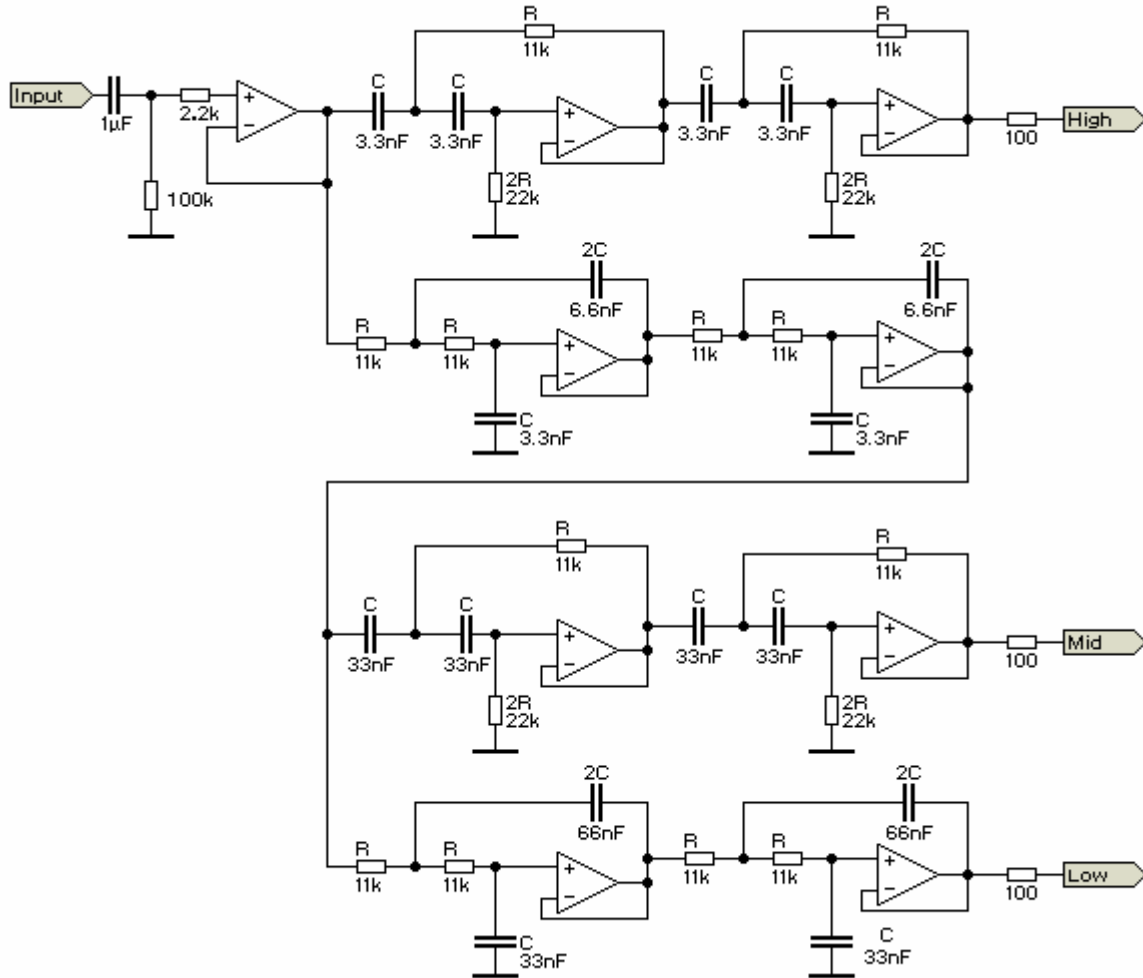 R
11k
R
11k
Input
1µF
2.2k
+
−
100k
C
3.3nF
C
3.3nF
+
−
2R
22k
C
3.3nF
C
3.3nF
+
−
2R
22k
100
High
2C
6.6nF
2C
6.6nF
R
11k
R
11k
+
−
C
3.3nF
R
11k
R
11k
+
−
C
3.3nF
R
11k
R
11k
C
33nF
C
33nF
+
−
2R
22k
C
33nF
C
33nF
+
−
2R
22k
100
Mid
2C
66nF
2C
66nF
R
11k
R
11k
+
−
C
33nF
R
11k
R
11k
+
−
C
33nF
100
Low